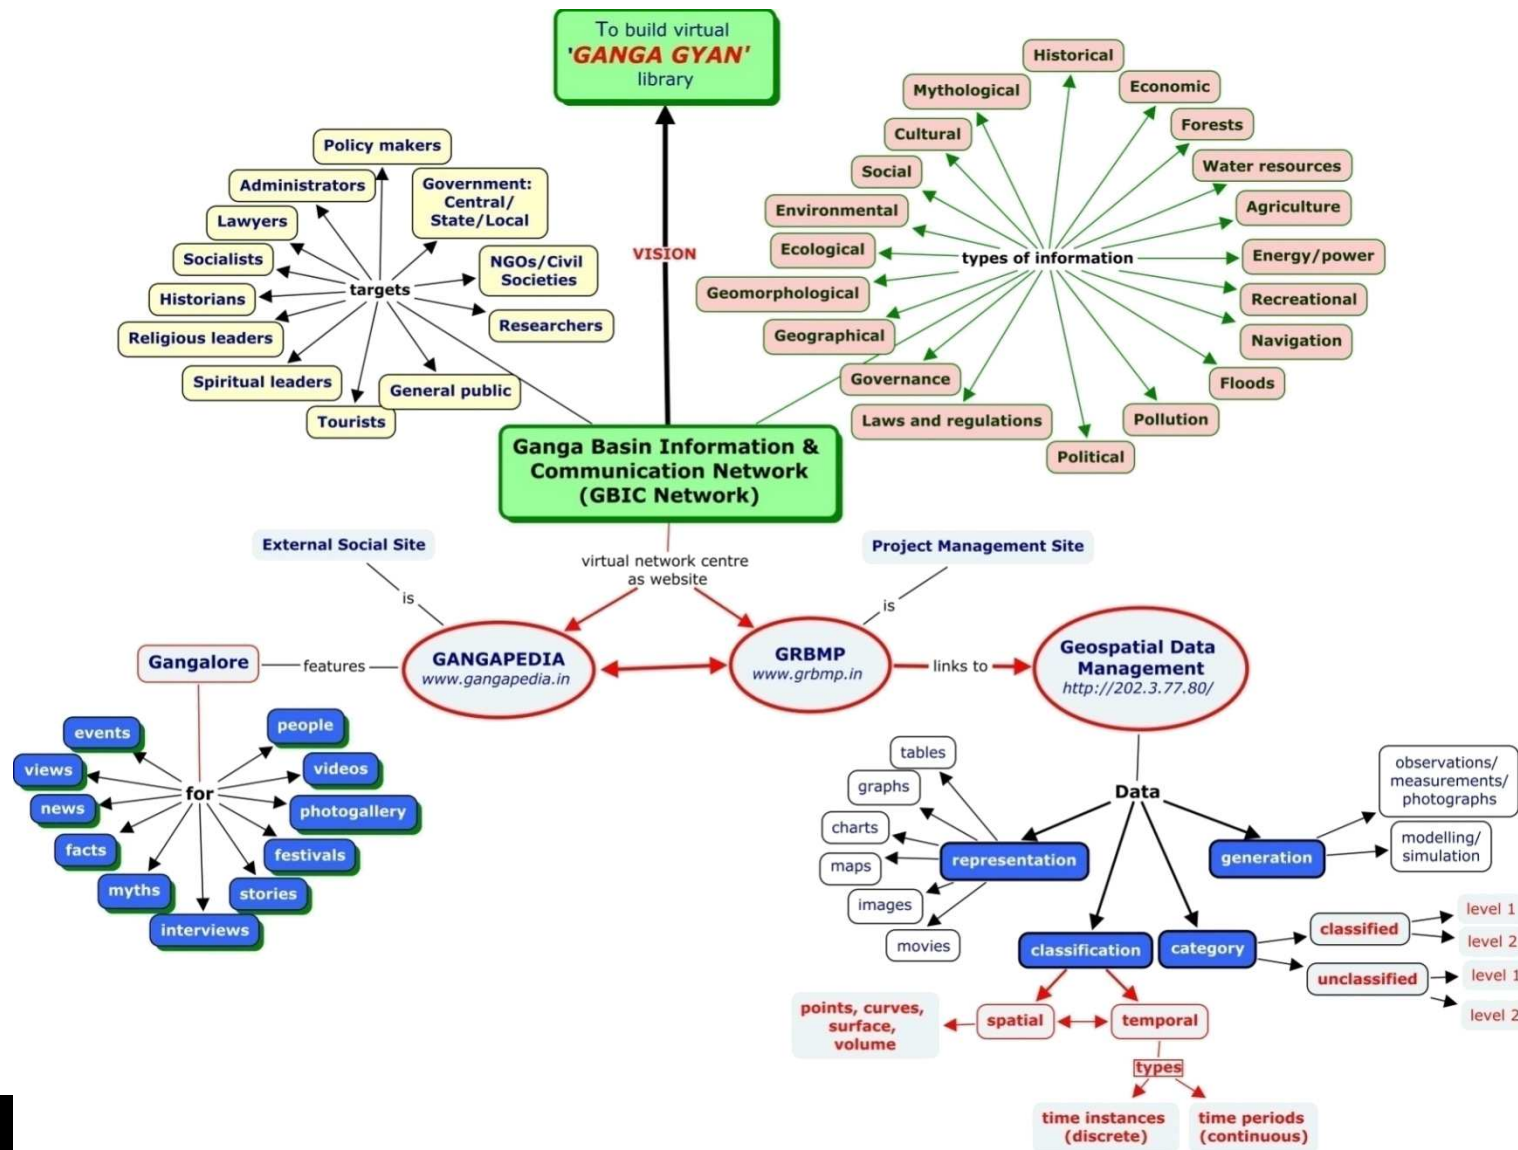 To build virtual
'GANGA GYAN'
library
VISION
Policy makers
Administrators
Government:
Central/
State/Local
Lawyers
Socialists
NGOs/Civil
Societies
targets
Historians
Researchers
Religious leaders
Spiritual leaders
General public
Tourists
Historical
Mythological
Economic
Cultural
Forests
Social
Water resources
Environmental
Agriculture
Ecological
types of information
Energy/power
Geomorphological
Recreational
Geographical
Navigation
Governance
Floods
Laws and regulations
Pollution
Political
Ganga Basin Information &
Communication Network
(GBIC Network)
External Social Site
virtual network centre
as website
Project Management Site
is
is
Gangalore
features
GANGAPEDIA
www.gangapedia.in
GRBMP
www.grbmp.in
links to
Geospatial Data
Management
http://202.3.77.80/
events
people
views
videos
for
news
photogallery
facts
festivals
myths
stories
interviews
Data
tables
graphs
charts
maps
images
movies
representation
generation
observations/
measurements/
photographs
modelling/
simulation
classification
category
classified
level 1
level 2
unclassified
level 1
level 2
points, curves,
surface,
volume
spatial
temporal
types
time instances
(discrete)
time periods
(continuous)